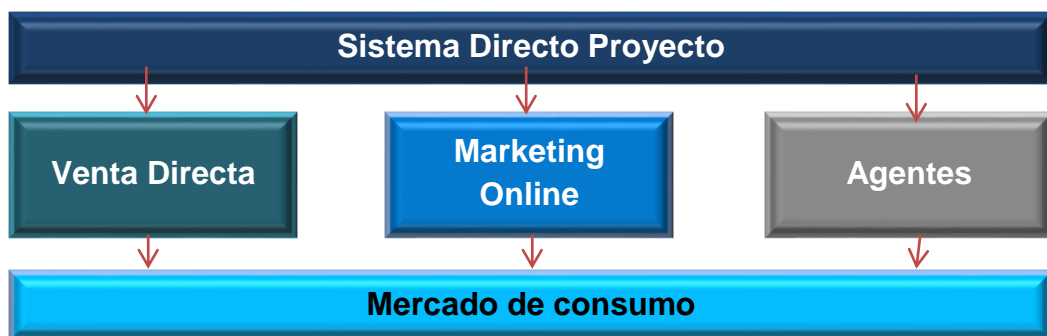 Sistema Directo Proyecto
Venta Directa
Marketing
Online
Agentes
Mercado de consumo